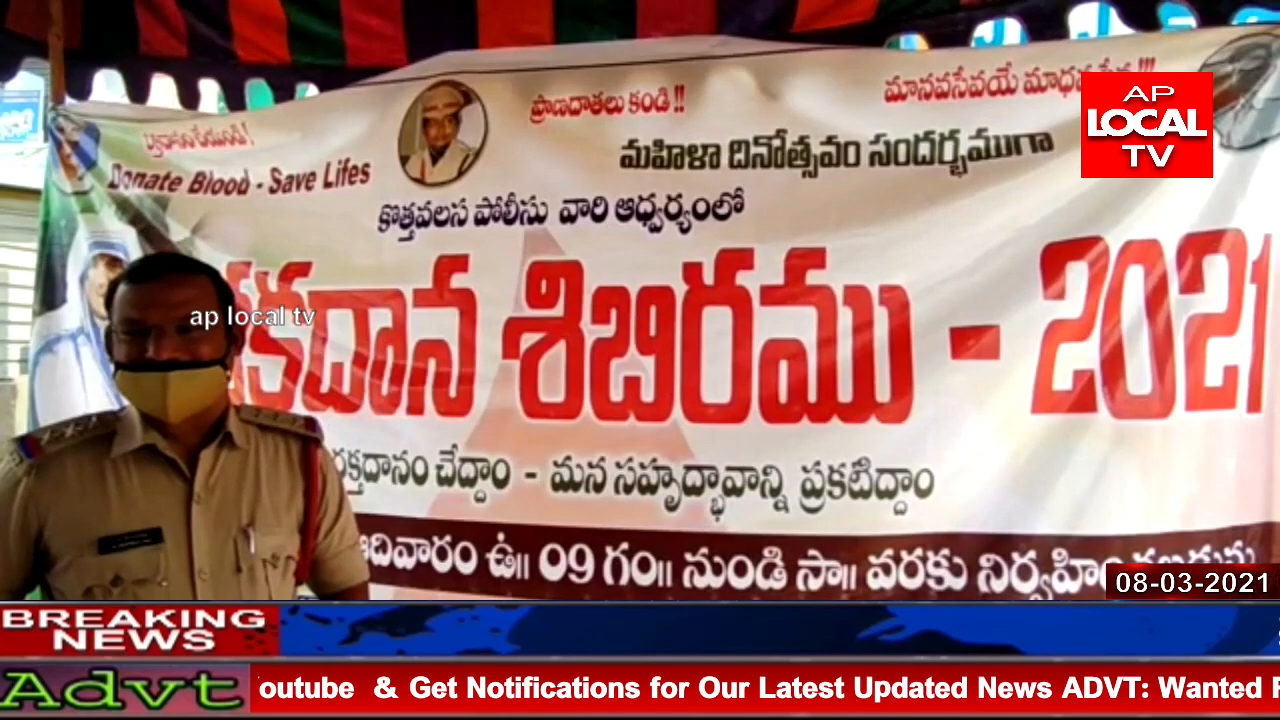 ప్రాణదాతలు కండి !!
మానవసేవయే
AP
LOCAL
TV
Donate Blood - Save Lifes
మహిళా దినోత్సవం సందర్భముగా
కొత్తవలస పోలీసు వారి ఆధ్వర్యంలో
ap local tv
శిబిరము - 2021
రక్తదానం చేద్దాం - మన సహృద్భావాన్ని ప్రకటిద్దాం
ఆదివారం ఉ॥ 09 గం॥ నుండి సా॥ వరకు
08-03-2021
BREAKING
NEWS
Advt
outube & Get Notifications for Our Latest Updated News ADVT: Wanted